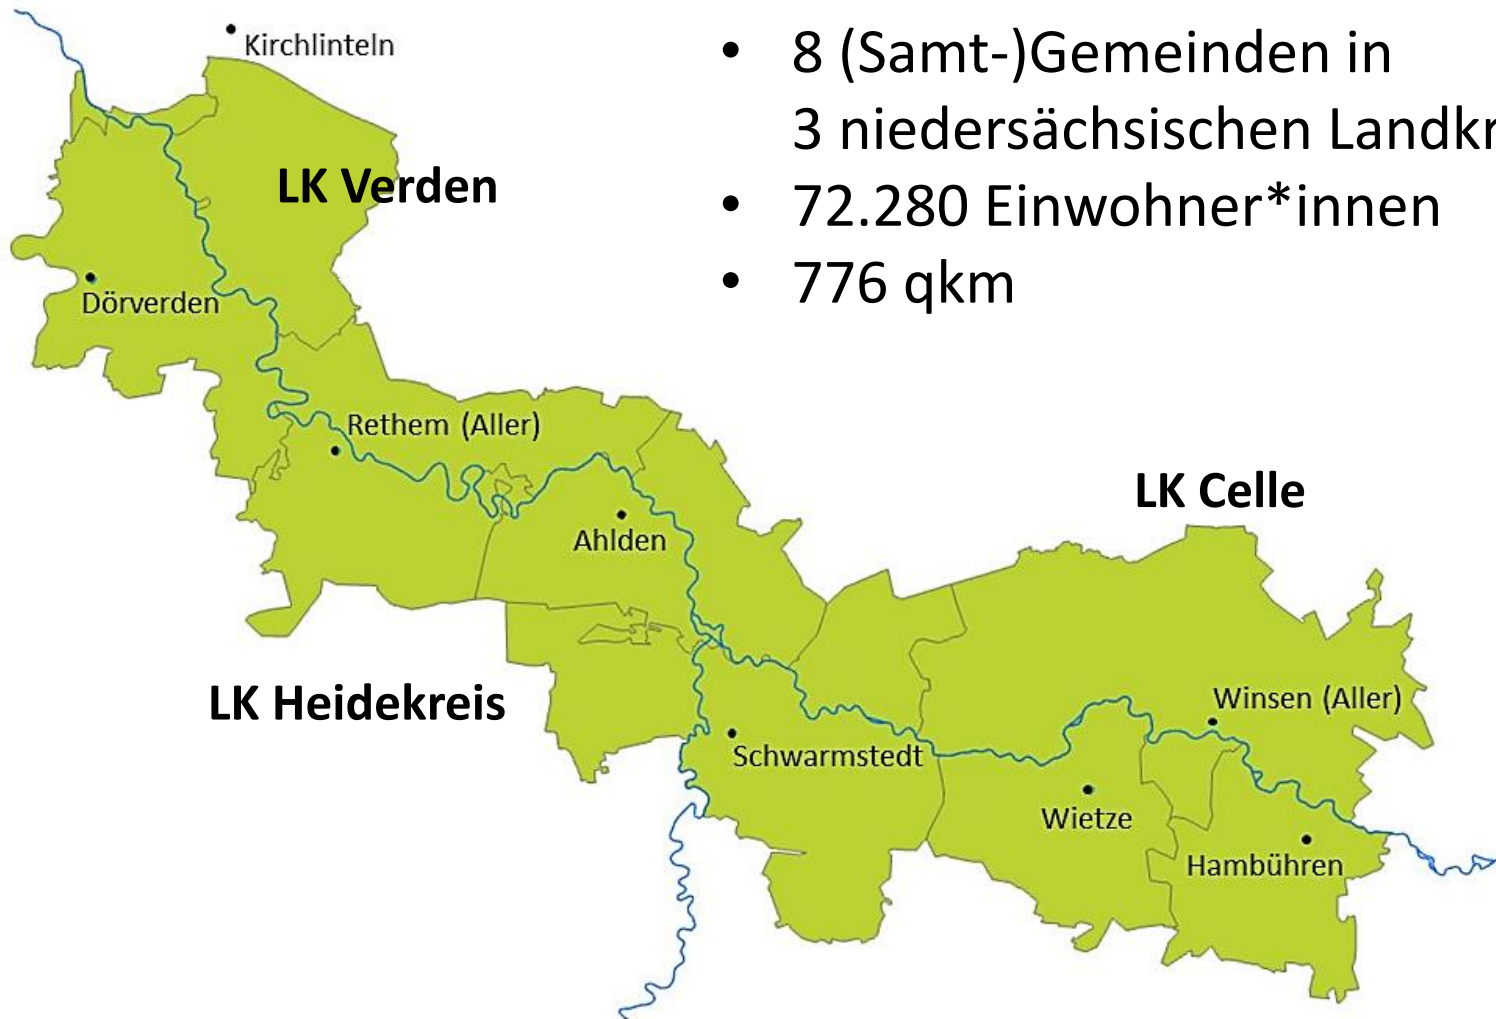 Kirchlinteln
• 8 (Samt-)Gemeinden in
3 niedersächsischen Landkr
• 72.280 Einwohner*innen
• 776 qkm
LK Verden
Dörverden
Rethem (Aller)
Ahlden
LK Celle
LK Heidekreis
Schwarmstedt
Winsen (Aller)
Wietze
Hambühren